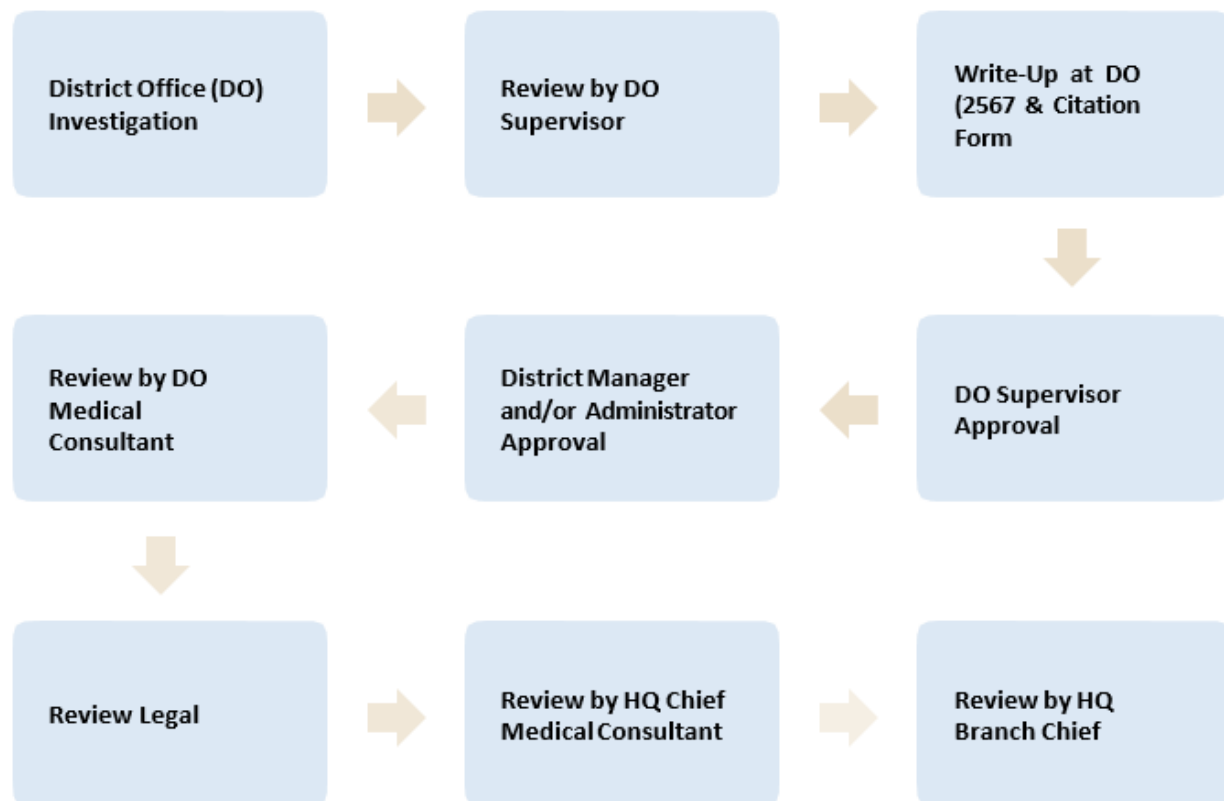 District Office (DO)
Investigation
Review by DO
Supervisor
Write-Up at DO
(2567 & Citation
Form
DO Supervisor
Approval
District Manager
and/or Administrator
Approval
Review by DO
Medical
Consultant
Review Legal
Review by HQ Chief
Medical Consultant
Review by HQ
Branch Chief